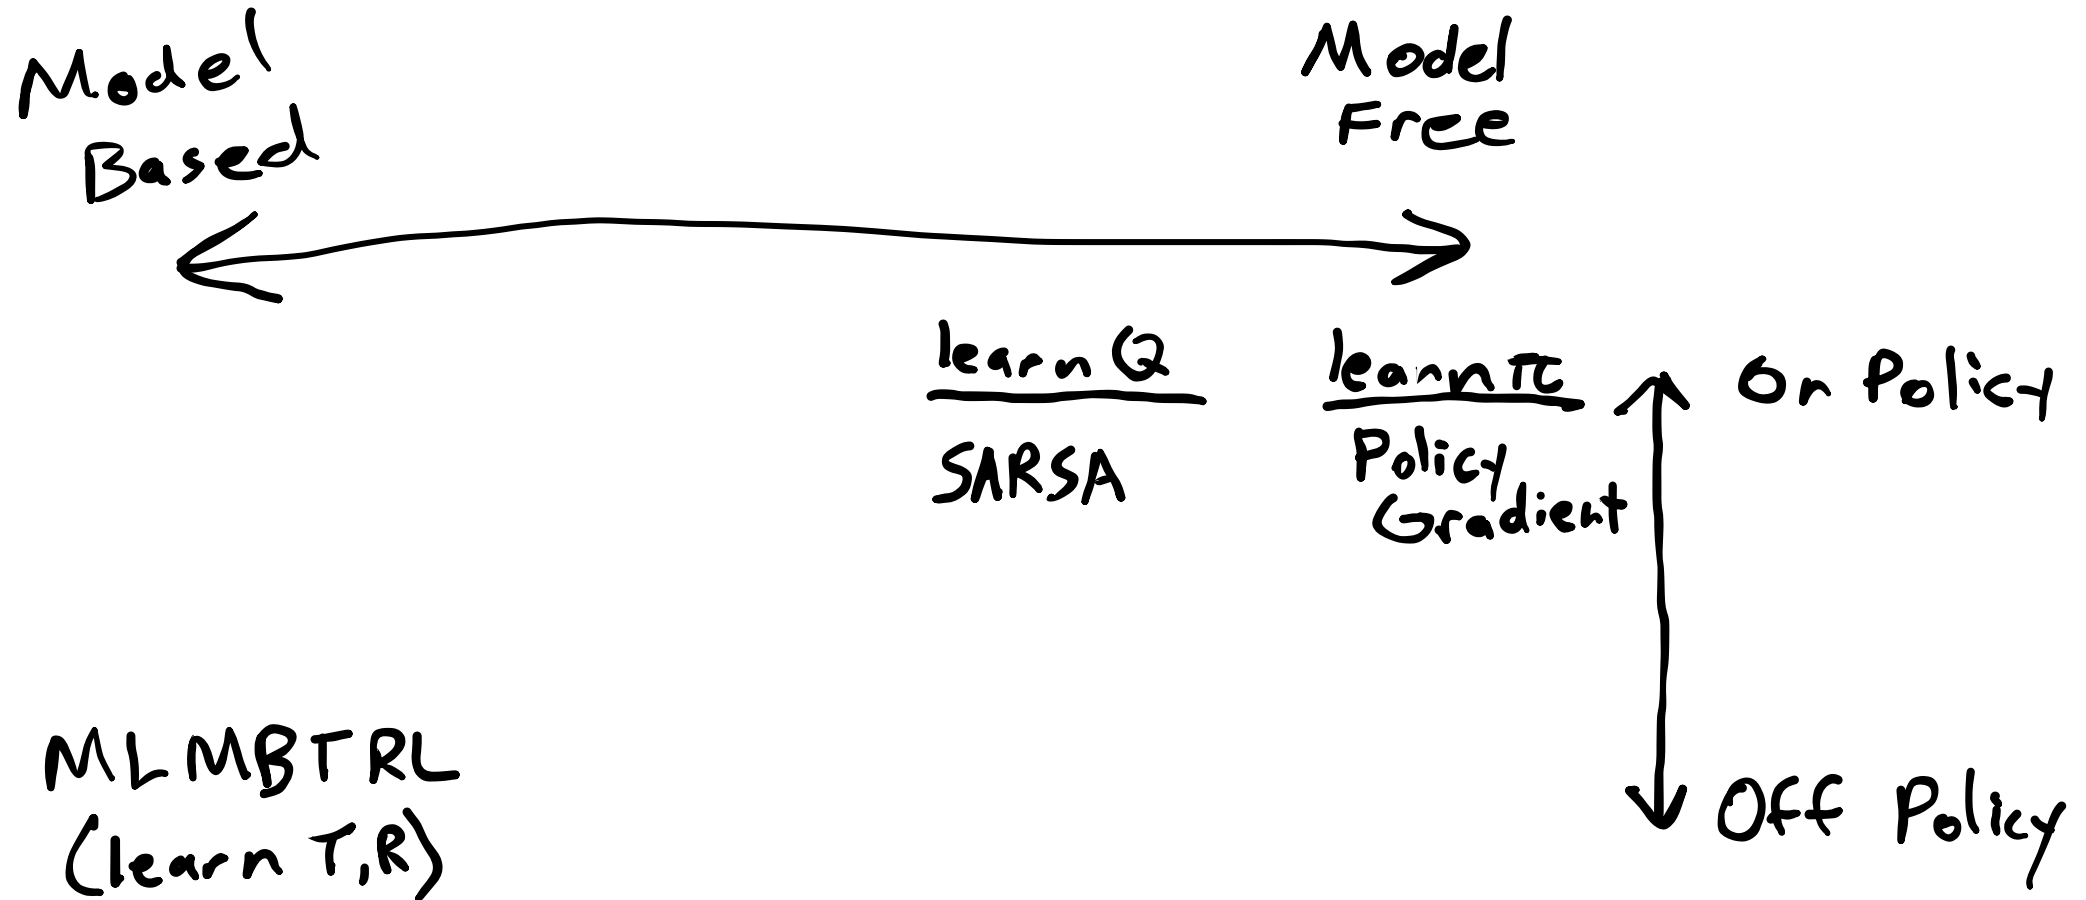 Model
Based
Model
Free
learn Q
SARSA
learn π
Policy
Gradient
On Policy
Off Policy
MLMBTRL
(learn T,R)